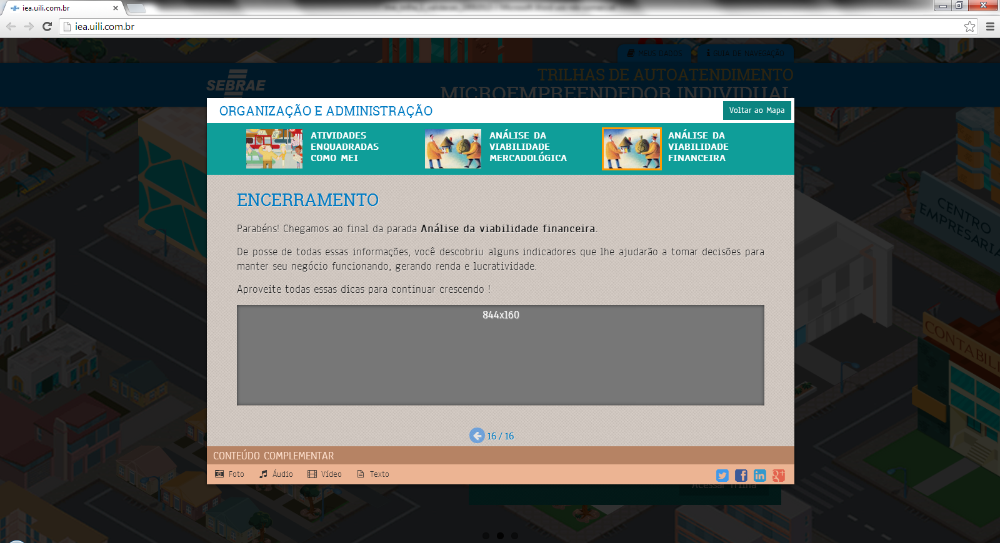 iea.uili.com.br
iea.uili.com.br
MEUS DADOS
GUIA DE NAVEGAÇÃO
SEBRAE
TRILHAS DE AUTOATENDIMENTO
MICROEMPREENDEDOR INDIVIDUAL
ORGANIZAÇÃO E ADMINISTRAÇÃO
Voltar ao Mapa
ATIVIDADES
ENQUADRADAS
COMO MEI
ANÁLISE DA
VIABILIDADE
MERCADOLÓGICA
ANÁLISE DA
VIABILIDADE
FINANCEIRA
ENCERRAMENTO
Parabéns! Chegamos ao final da parada Análise da viabilidade financeira.
De posse de todas essas informações, você descobriu alguns indicadores que lhe ajudarão a tomar decisões para
manter seu negócio funcionando, gerando renda e lucratividade.
Aproveite todas essas dicas para continuar crescendo !
844x160
16 / 16
CONTEÚDO COMPLEMENTAR
Foto
Áudio
Vídeo
Texto
Acessar Trilha
CENTRO
EMPRESARIA
CONTABILI